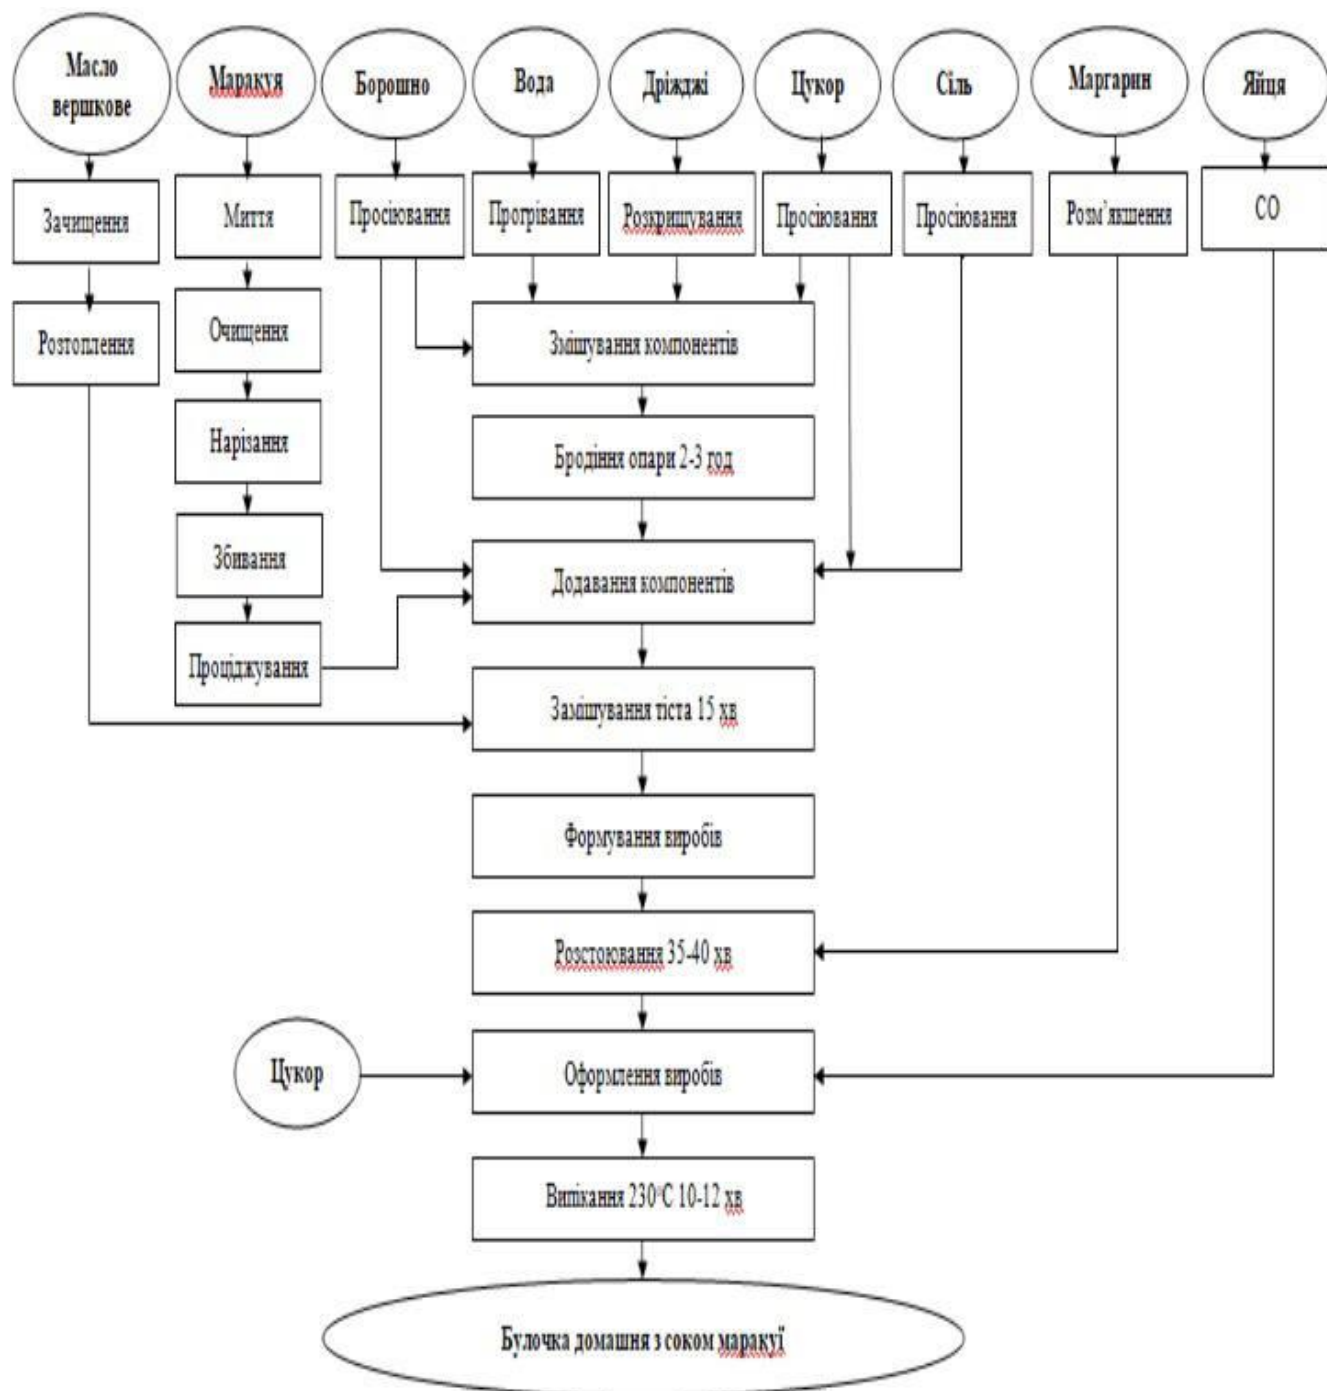 Масло
вершкове
Маракуя
Борошно
Вода
Дріжджі
Цукор
Сіль
Маргарин
Яйця
Зачищення
Миття
Просіювання
Прогрівання
Розкришування
Просіювання
Просіювання
Розм'якшення
СО
Розтоплення
Очищення
Змішування компонентів
Нарізання
Бродіння опари 2-3 год
Збивання
Додавання компонентів
Проціджування
Замішування тіста 15 хв
Формування виробів
Розстоювання 35-40 хв
Цукор
Оформлення виробів
Випікання 230°С 10-12 хв
Булочка домашня з соком маракуї